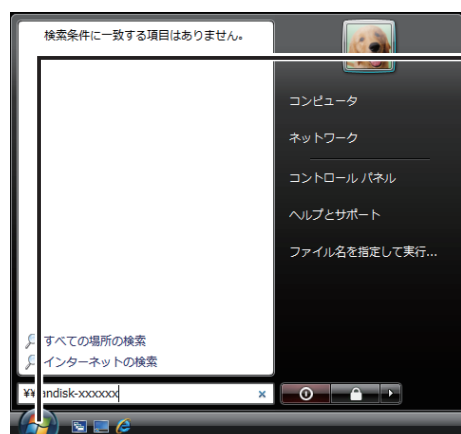 検索条件に一致する項目はありません。
コンピュータ
ネットワーク
コントロール パネル
ヘルプとサポート
ファイル名を指定して実行...
すべての場所の検索
インターネットの検索
¥¥landisk-xxxxxx